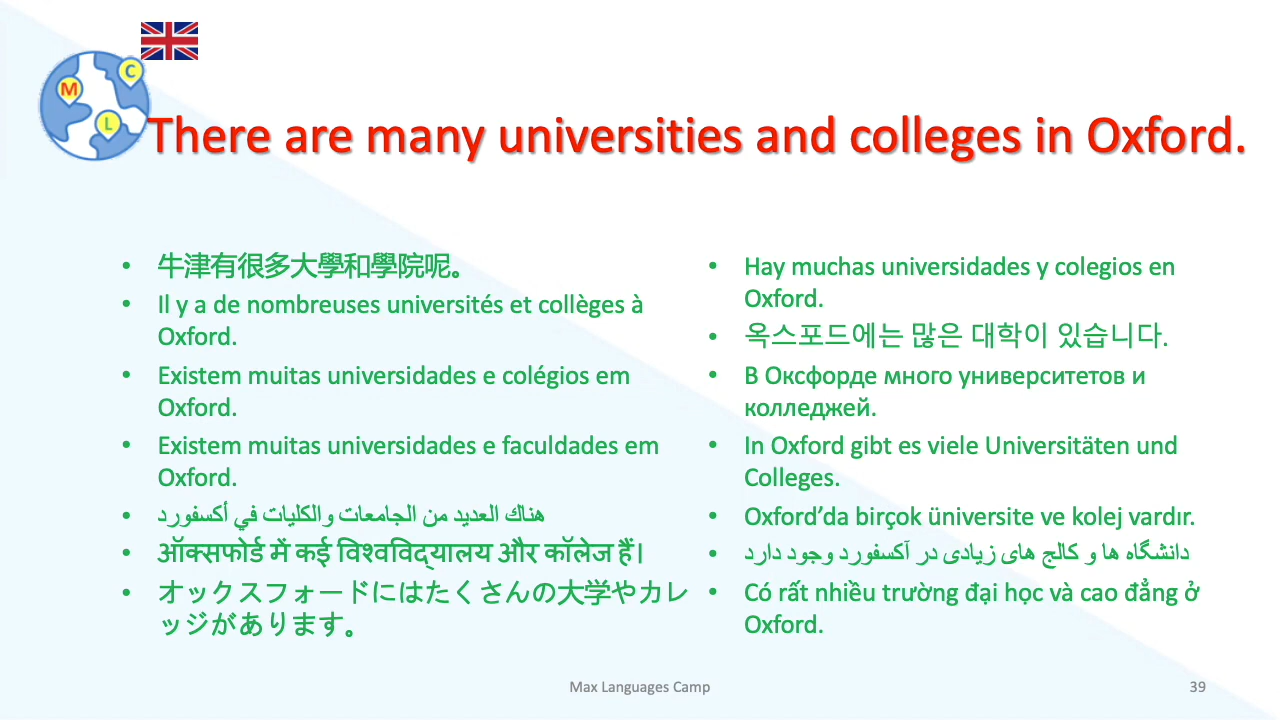 M
C
L
There are many universities and colleges in Oxford.
牛津有很多大學和學院呢。
Il y a de nombreuses universités et collèges à
Oxford.
Existem muitas universidades e colégios em
Oxford.
Existem muitas universidades e faculdades em
Oxford.
هناك العديد من الجامعات والكليات في أكسفورد
ऑक्सफोर्ड में कई विश्वविद्यालय और कॉलेज हैं।
オックスフォードにはたくさんの大学やカレ
ッジがあります。
Hay muchas universidades y colegios en
Oxford.
옥스포드에는 많은 대학이 있습니다.
В Оксфорде много университетов и
колледжей.
In Oxford gibt es viele Universitäten und
Colleges.
Oxford’da birçok üniversite ve kolej vardır.
دانشگاه ها و کالج های زیادی در آکسفورد وجود دارد
Có rất nhiều trường đại học và cao đẳng ở
Oxford.
Max Languages Camp
39